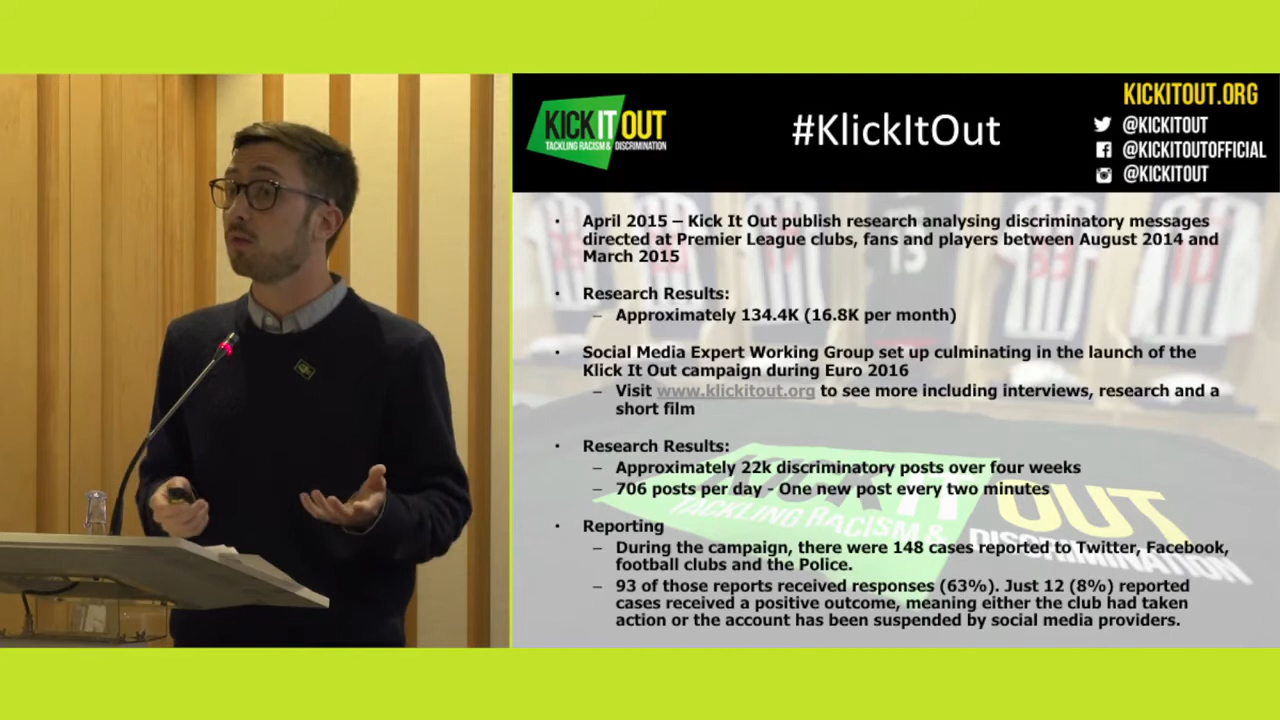 KICK IT OUT
TACKLING RACISM & DISCRIMINATION
#KlickItOut
KICKITOUT.ORG
@KICKITOUT
@KICKITOUTOFFICIAL
@KICKITOUT
• April 2015 – Kick It Out publish research analysing discriminatory messages
directed at Premier League clubs, fans and players between August 2014 and
March 2015
• Research Results:
– Approximately 134.4K (16.8K per month)
• Social Media Expert Working Group set up culminating in the launch of the
Klick It Out campaign during Euro 2016
– Visit www.klickitout.org to see more including interviews, research and a
short film
• Research Results:
– Approximately 22k discriminatory posts over four weeks
– 706 posts per day - One new post every two minutes
• Reporting
– During the campaign, there were 148 cases reported to Twitter, Facebook,
football clubs and the Police.
– 93 of those reports received responses (63%). Just 12 (8%) reported
cases received a positive outcome, meaning either the club had taken
action or the account has been suspended by social media providers.
KICK IT OUT
TACKLING RACISM & DISCRIMINATION